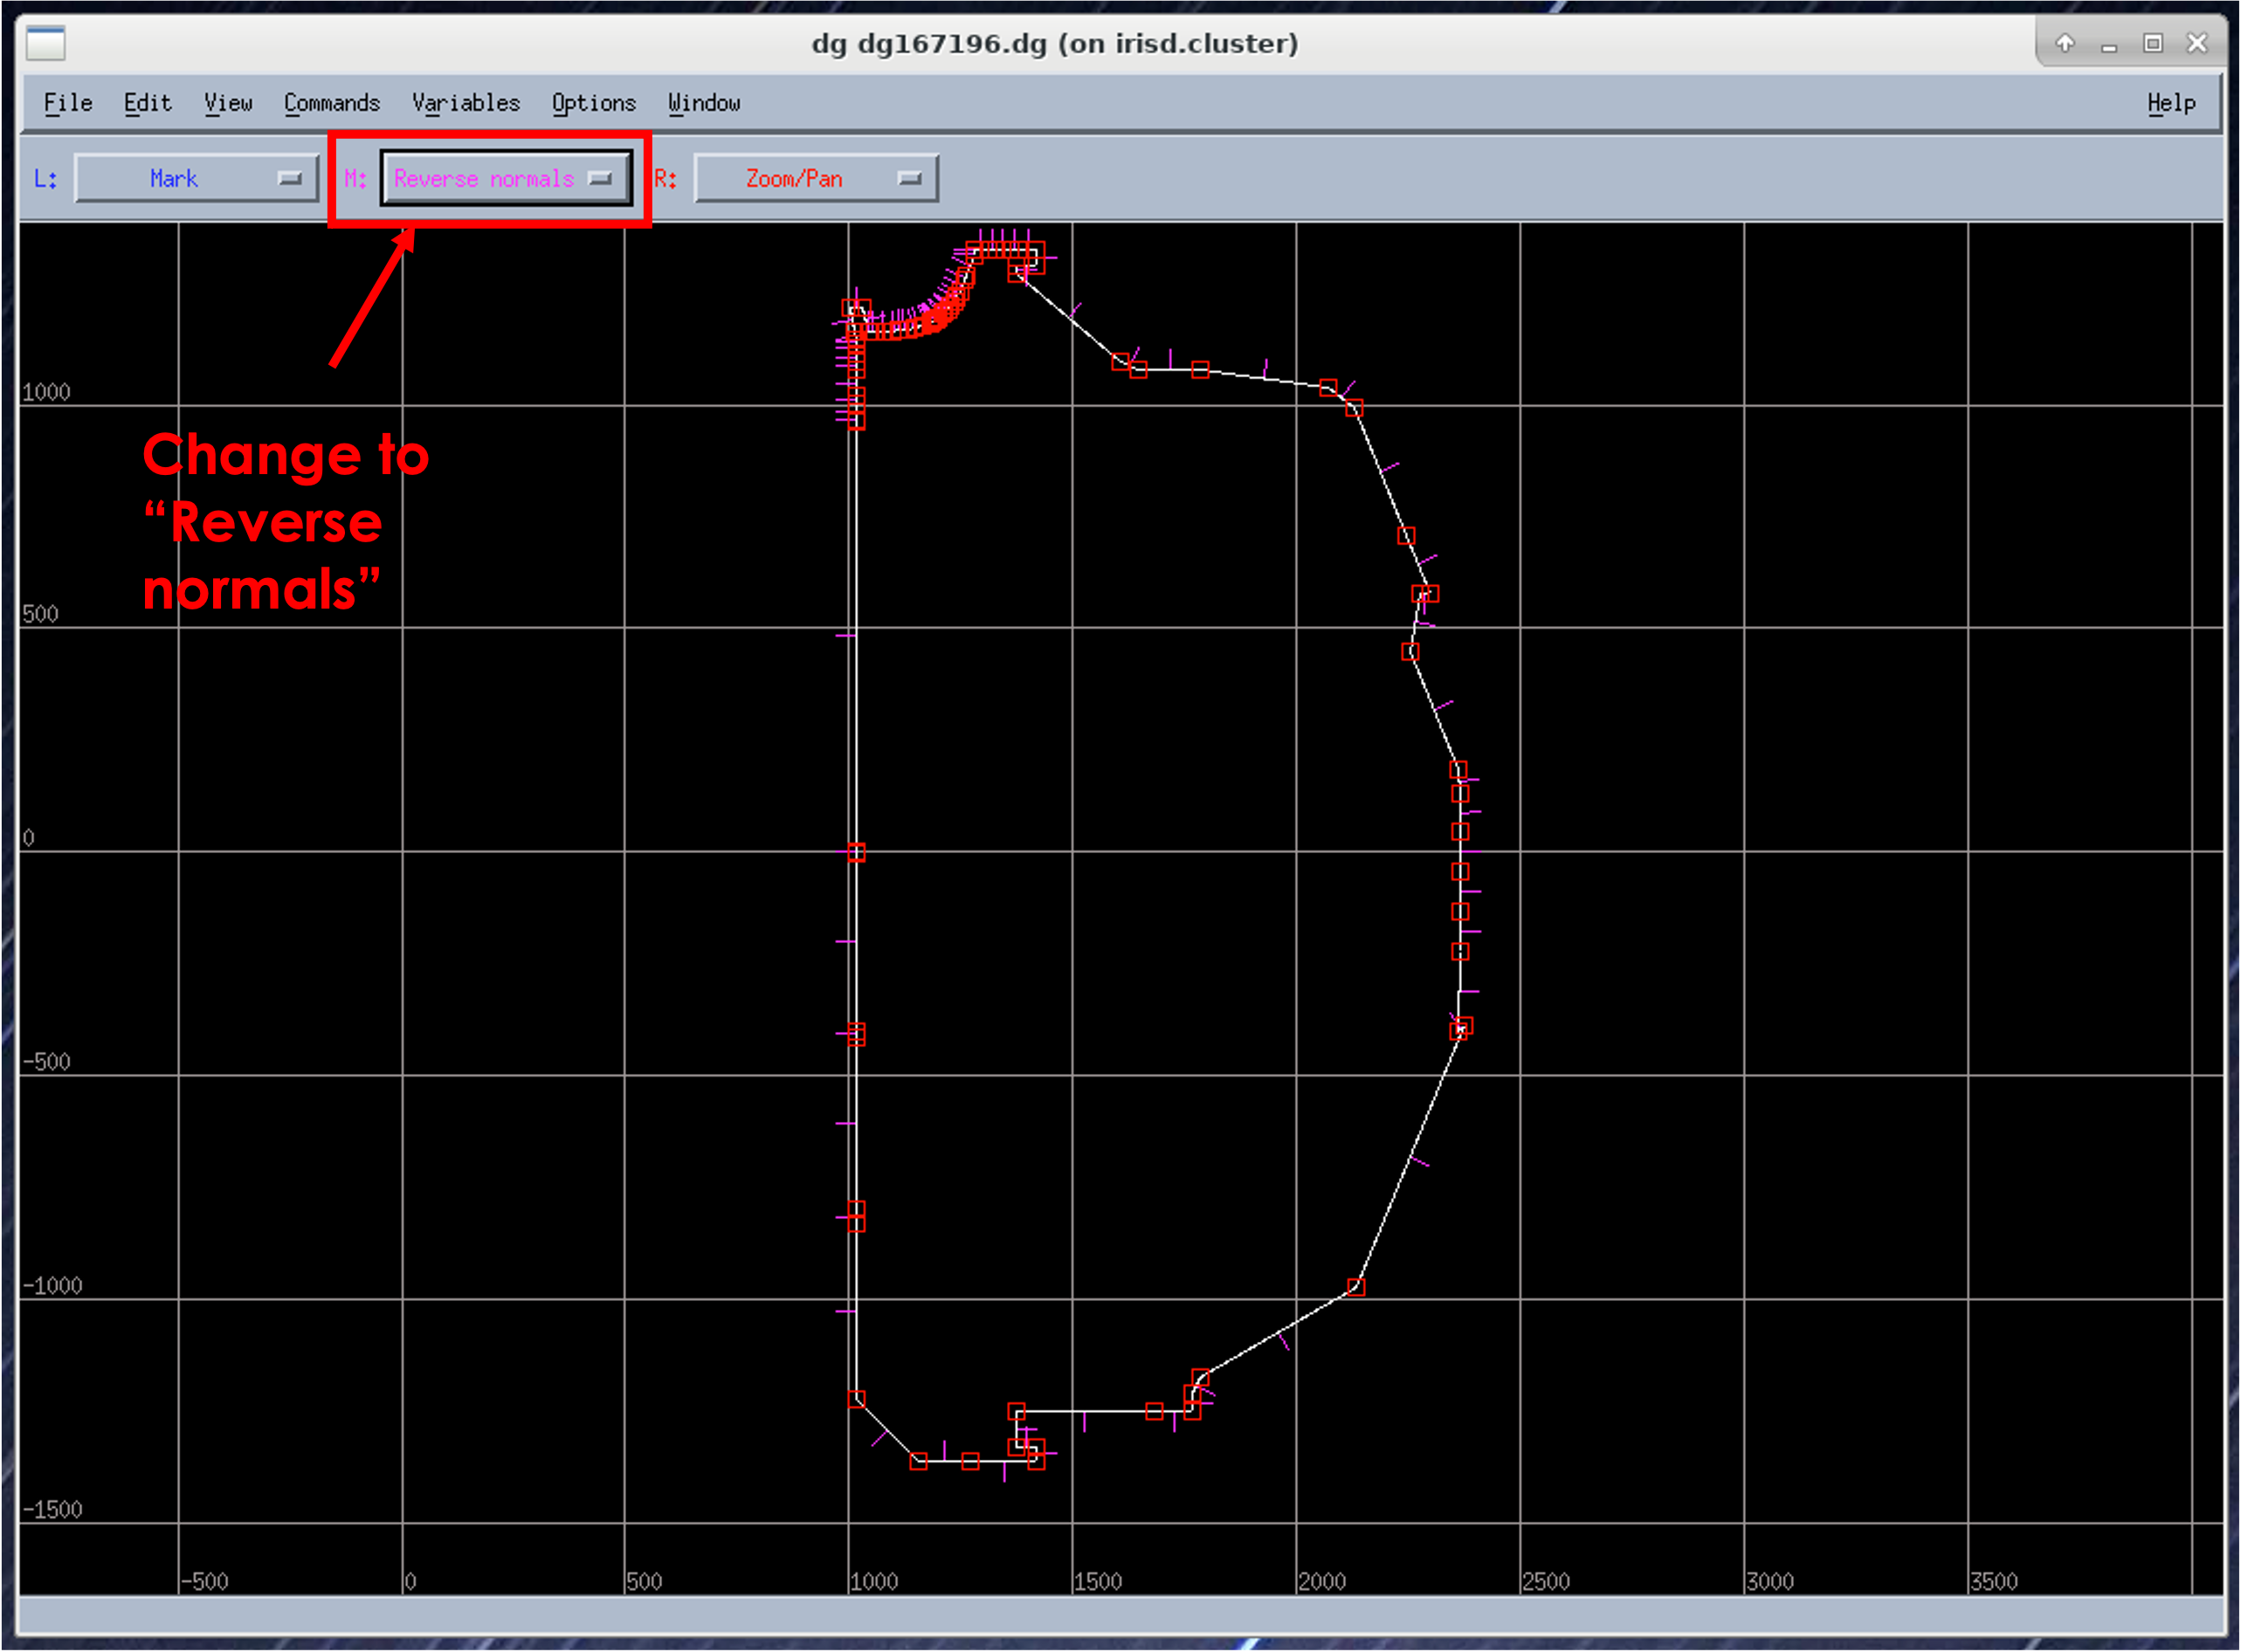 dg dg167196.dg (on irisd.cluster)
File Edit View Commands Variables Options Window Help
L: Mark M: Reverse normals R: Zoom/Pan
1000
Change to
“Reverse
normals”
500
0
-500
-1000
-1500
-500 0 500 1000 1500 2000 2500 3000 3500